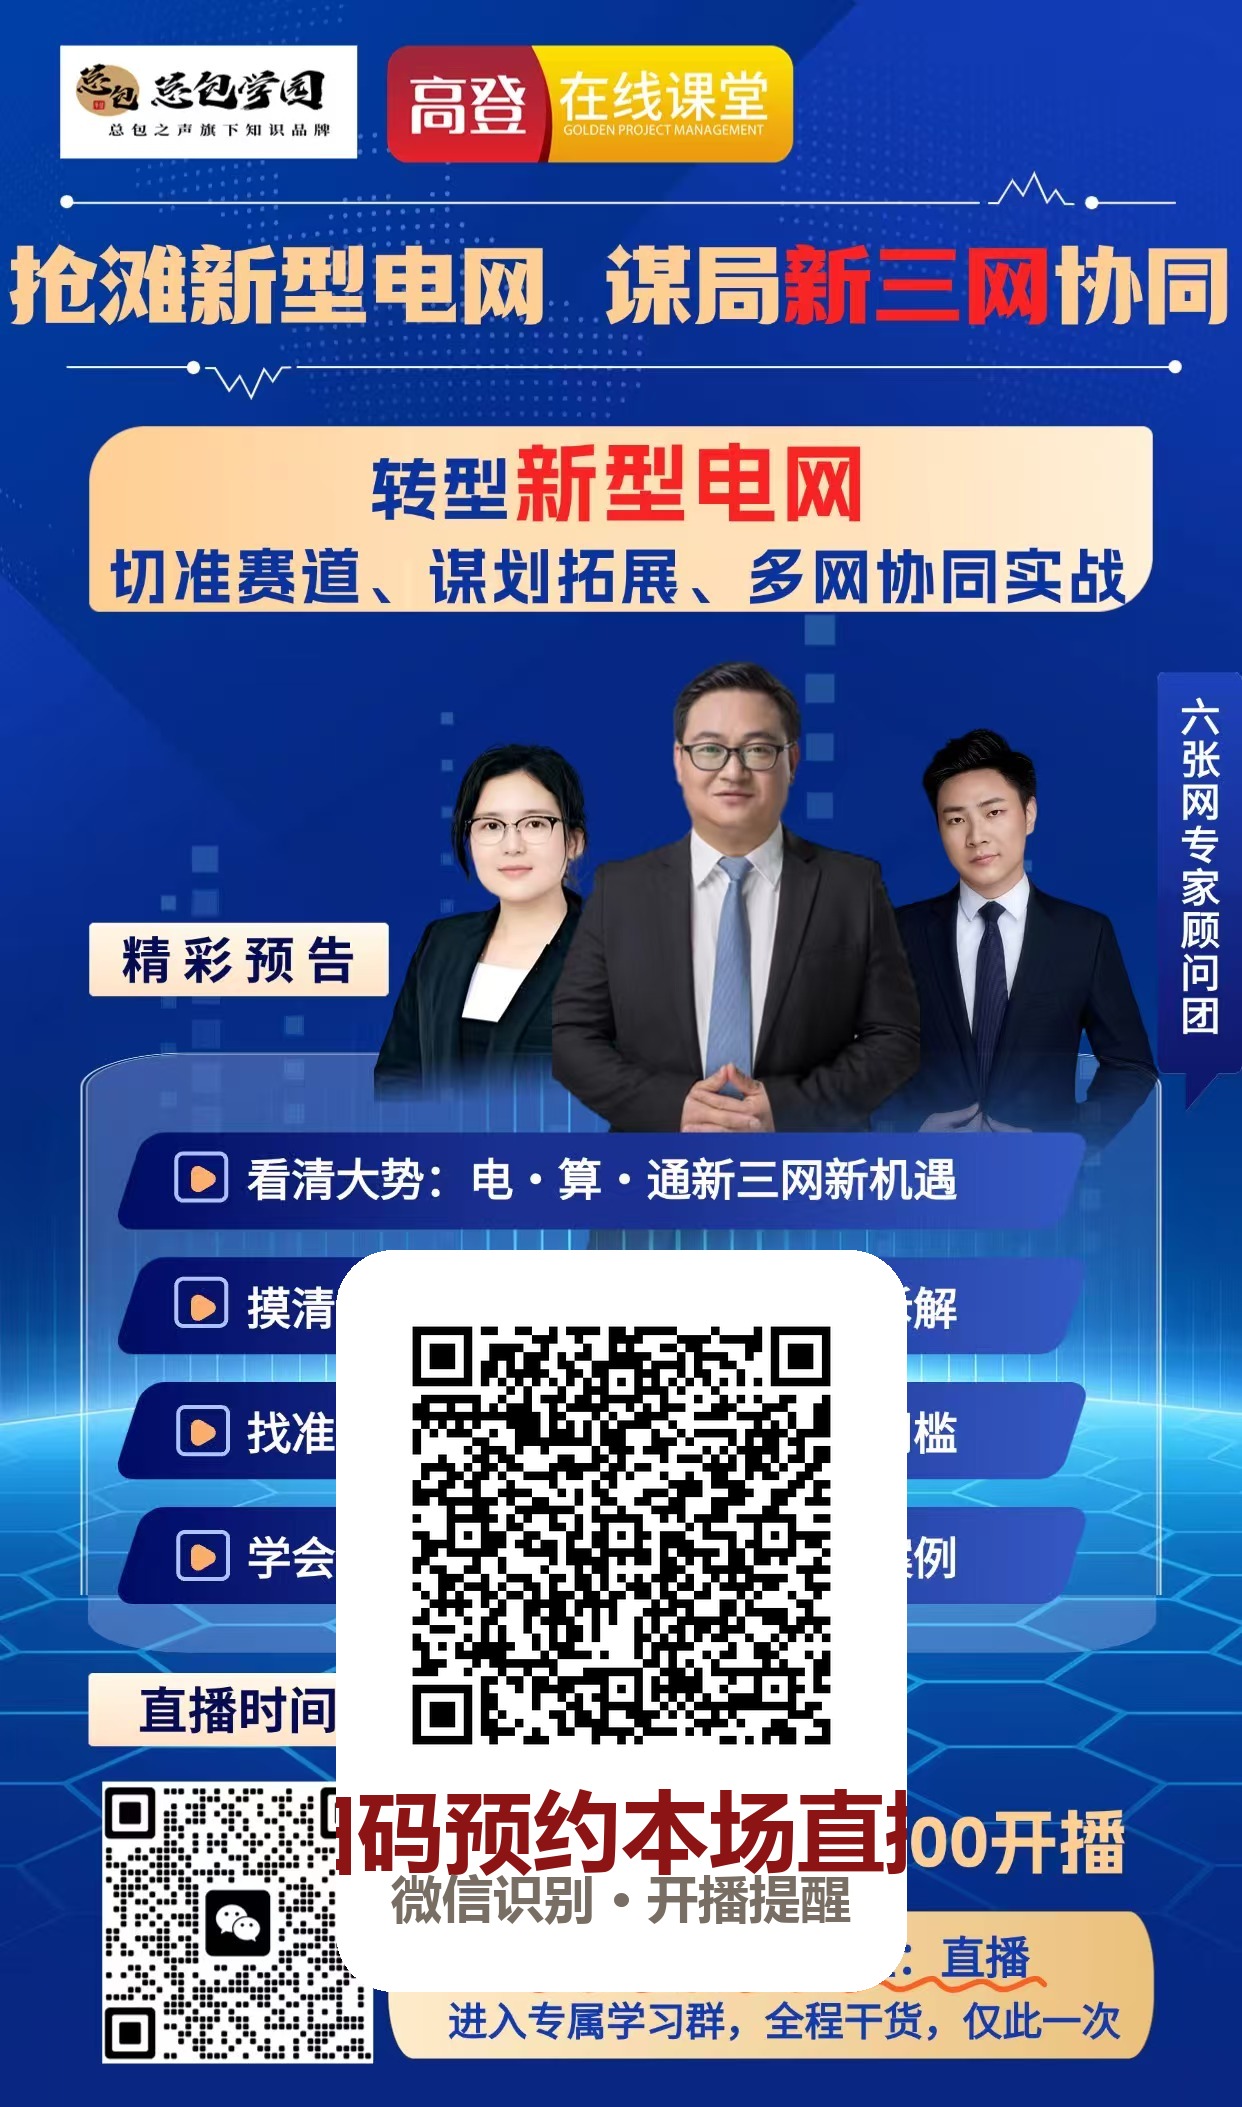 总包 总包学园
总包之声旗下知识品牌
高登 在线课堂
GOLDEN PROJECT MANAGEMENT
抢滩新型电网 谋局新三网协同
转型新型电网
切准赛道、谋划拓展、多网协同实战
六张网专家顾问团
精彩预告
看清大势：电·算·通新三网新机遇
摸清 解
找准 槛
学会 例
直播时间
码预约本场直播
00开播
微信识别·开播提醒
：直播
进入专属学习群，全程干货，仅此一次